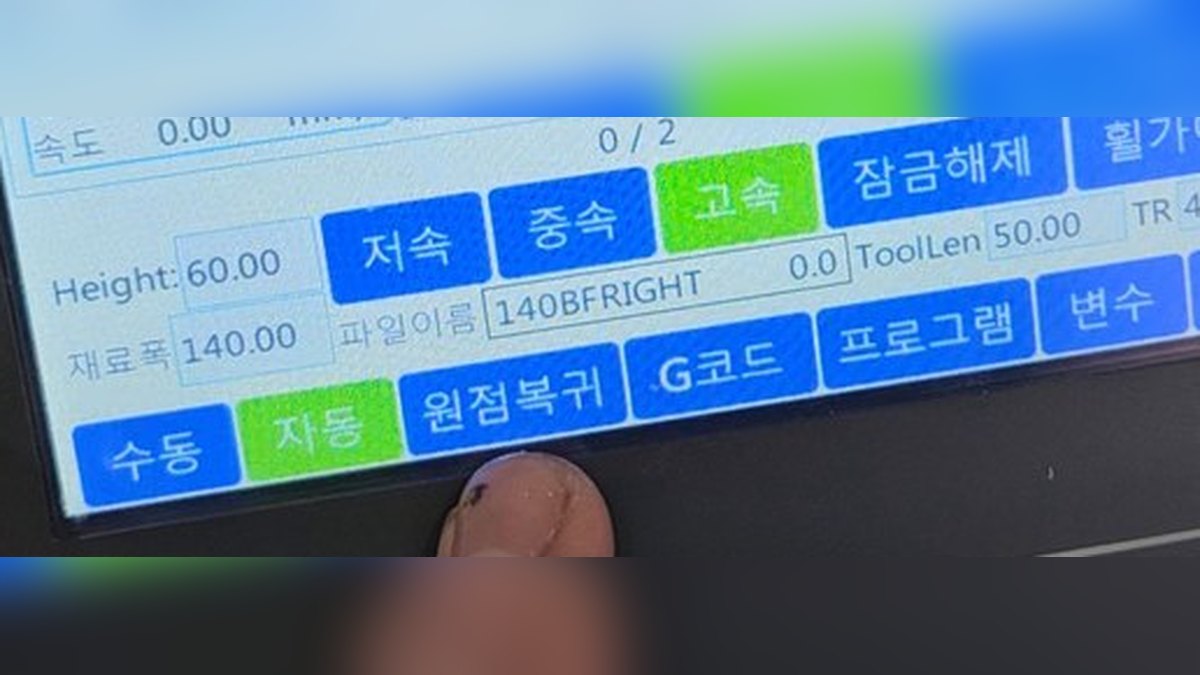 속도 0.00
0 / 2
Height: 60.00 저속 중속 고속 잠금해제
재료폭 140.00 파일이름 140BFRIGHT 0.0 ToolLen 50.00 TR
수동 자동 원점복귀 G코드 프로그램 변수